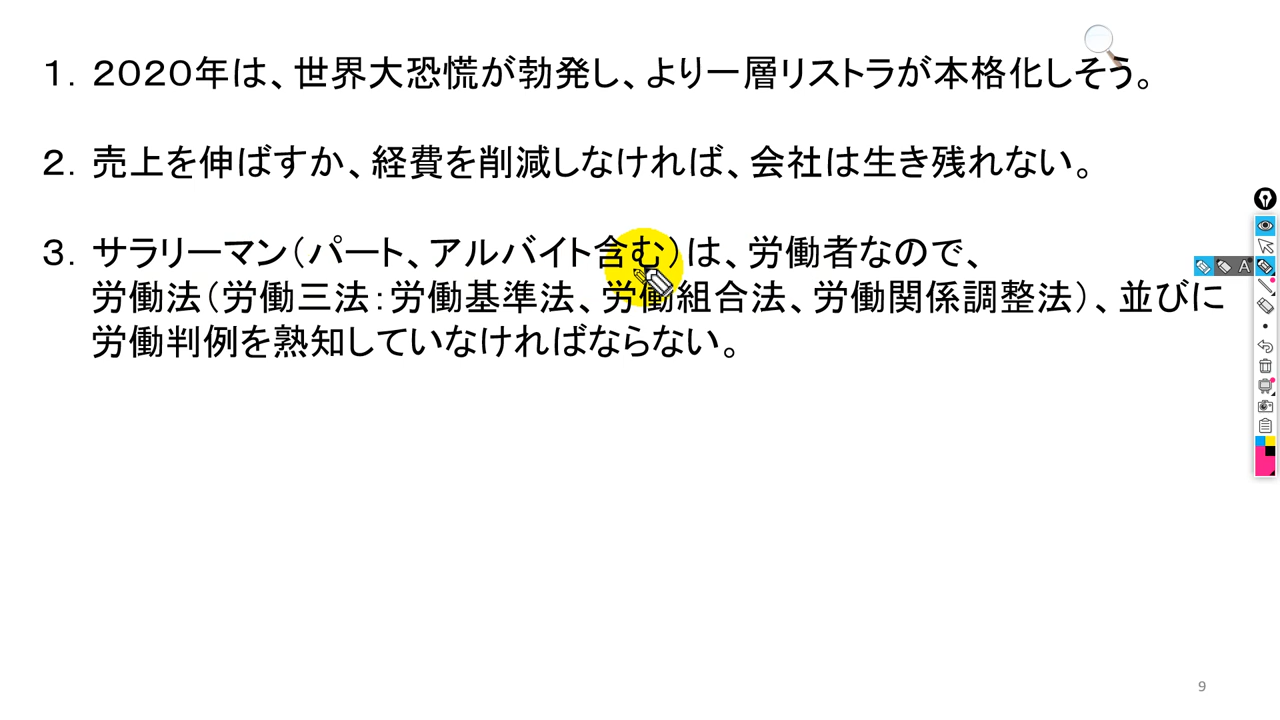 １．２０２０年は、世界大恐慌が勃発し、より一層リストラが本格化しそう。
２．売上を伸ばすか、経費を削減しなければ、会社は生き残れない。
３．サラリーマン（パート、アルバイト含む）は、労働者なので、
労働法（労働三法：労働基準法、労働組合法、労働関係調整法）、並びに
労働判例を熟知していなければならない。
A
9